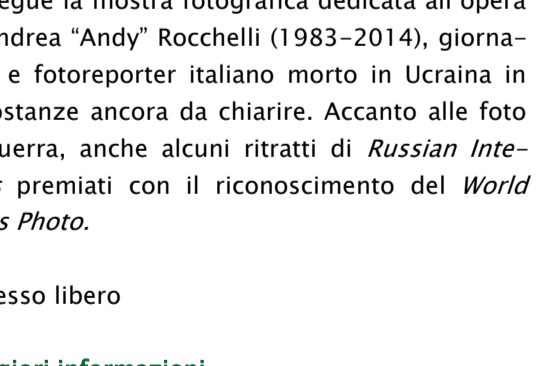 egue la mostra fotografica dedicata all'opera
ndrea “Andy” Rocchelli (1983-2014), giorna-
e fotoreporter italiano morto in Ucraina in
ostanze ancora da chiarire. Accanto alle foto
uerra, anche alcuni ritratti di Russian Inte-
s premiati con il riconoscimento del World
s Photo.
esso libero
giori informazioni